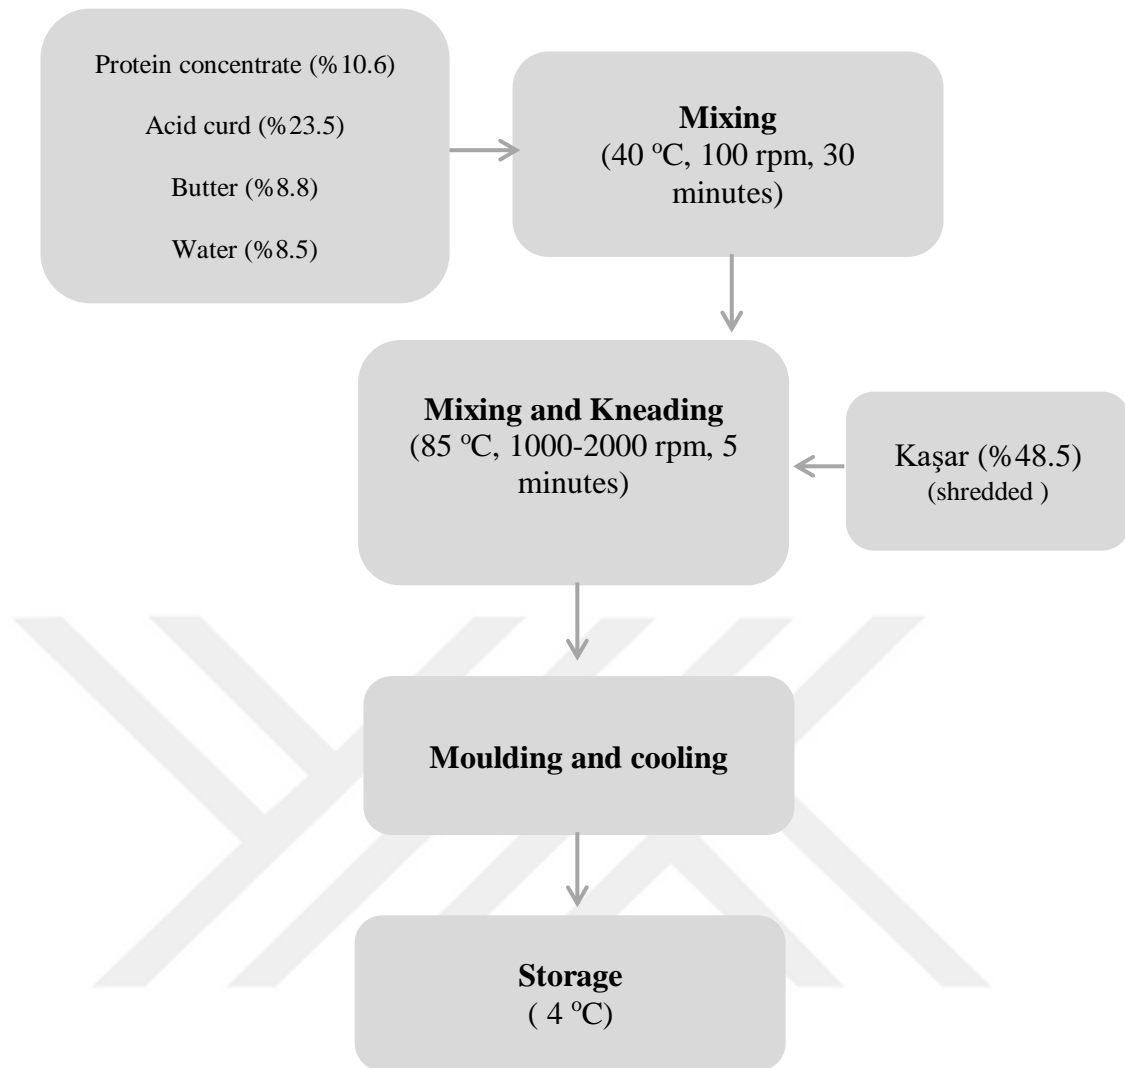 Protein concentrate (%10.6)
Acid curd (%23.5)
Butter (%8.8)
Water (%8.5)
Mixing
(40 ᵒC, 100 rpm, 30
minutes)
Mixing and Kneading
(85 ᵒC, 1000-2000 rpm, 5
minutes)
Kaşar (%48.5)
(shredded )
Moulding and cooling
Storage
( 4 ᵒC)